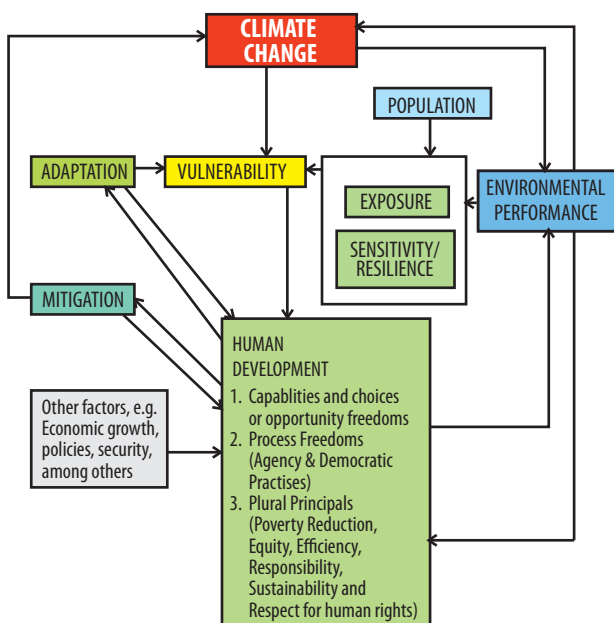 CLIMATE
CHANGE
POPULATION
ADAPTATION
VULNERABILITY
EXPOSURE
ENVIRONMENTAL
PERFORMANCE
SENSITIVITY/
RESILIENCE
MITIGATION
HUMAN
DEVELOPMENT
1. Capablities and choices
or opportunity freedoms
2. Process Freedoms
(Agency & Democratic
Practises)
3. Plural Principals
(Poverty Reduction,
Equity, Efficiency,
Responsibility,
Sustainability and
Respect for human rights)
Other factors, e.g.
Economic growth,
policies, security,
among others